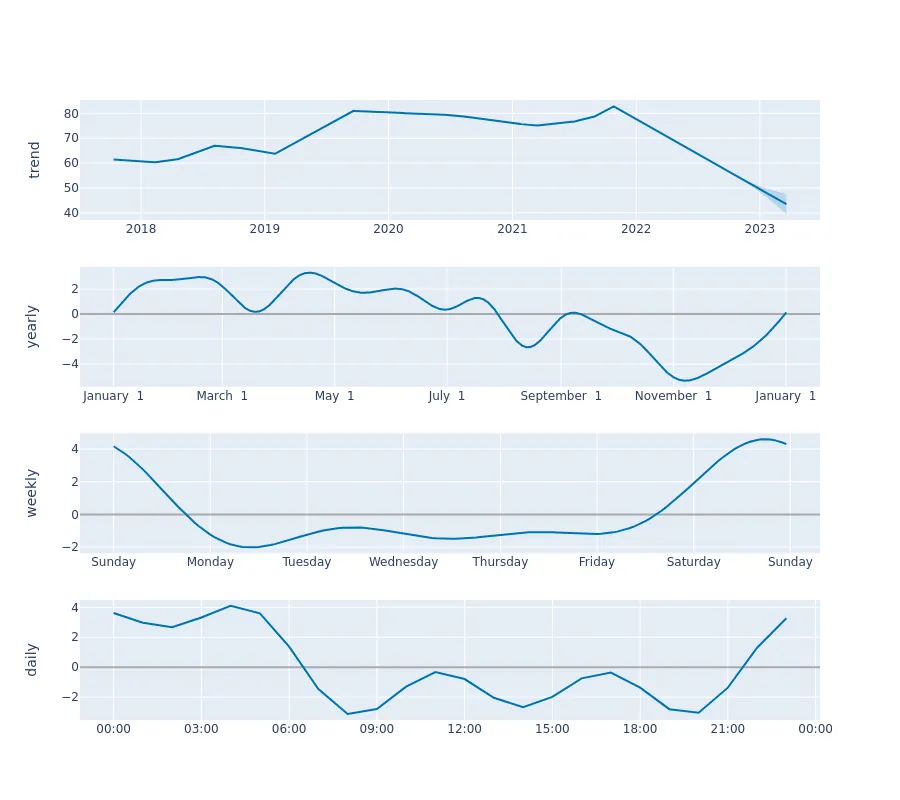 trend
80
70
60
50
40
2018 2019 2020 2021 2022 2023
yearly
2
0
−2
−4
January 1 March 1 May 1 July 1 September 1 November 1 January 1
weekly
4
2
0
−2
Sunday Monday Tuesday Wednesday Thursday Friday Saturday Sunday
daily
4
2
0
−2
00:00 03:00 06:00 09:00 12:00 15:00 18:00 21:00 00:00